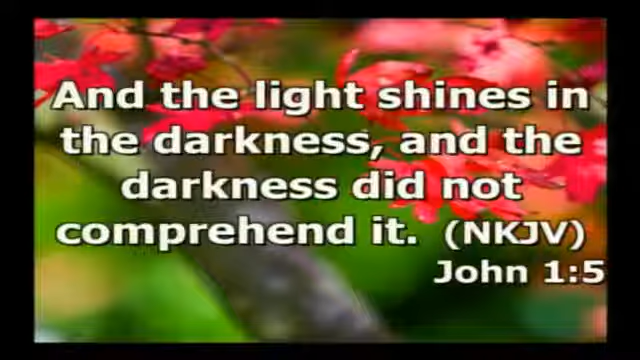 And the light shines in
the darkness, and the
darkness did not
comprehend it. (NKJV)
John 1:5